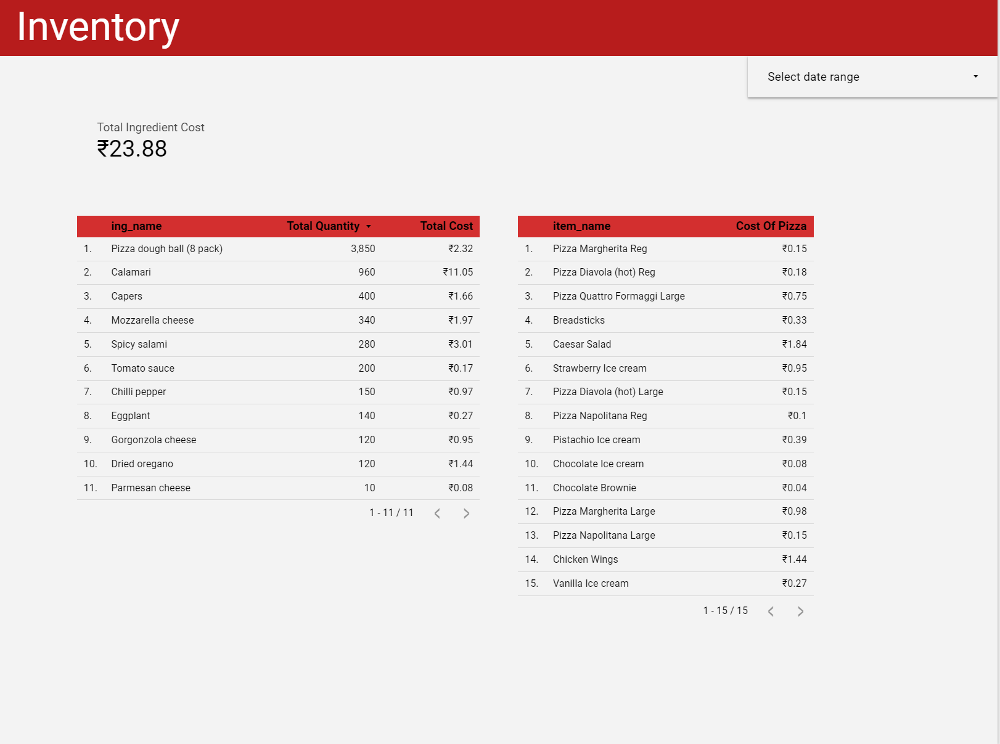 Inventory
Select date range
Total Ingredient Cost
₹23.88
ing_name Total Quantity Total Cost
1. Pizza dough ball (8 pack) 3,850 ₹2.32
2. Calamari 960 ₹11.05
3. Capers 400 ₹1.66
4. Mozzarella cheese 340 ₹1.97
5. Spicy salami 280 ₹3.01
6. Tomato sauce 200 ₹0.17
7. Chilli pepper 150 ₹0.97
8. Eggplant 140 ₹0.27
9. Gorgonzola cheese 120 ₹0.95
10. Dried oregano 120 ₹1.44
11. Parmesan cheese 10 ₹0.08
1 - 11 / 11
item_name Cost Of Pizza
1. Pizza Margherita Reg ₹0.15
2. Pizza Diavola (hot) Reg ₹0.18
3. Pizza Quattro Formaggi Large ₹0.75
4. Breadsticks ₹0.33
5. Caesar Salad ₹1.84
6. Strawberry Ice cream ₹0.95
7. Pizza Diavola (hot) Large ₹0.15
8. Pizza Napolitana Reg ₹0.1
9. Pistachio Ice cream ₹0.39
10. Chocolate Ice cream ₹0.08
11. Chocolate Brownie ₹0.04
12. Pizza Margherita Large ₹0.98
13. Pizza Napolitana Large ₹0.15
14. Chicken Wings ₹1.44
15. Vanilla Ice cream ₹0.27
1 - 15 / 15